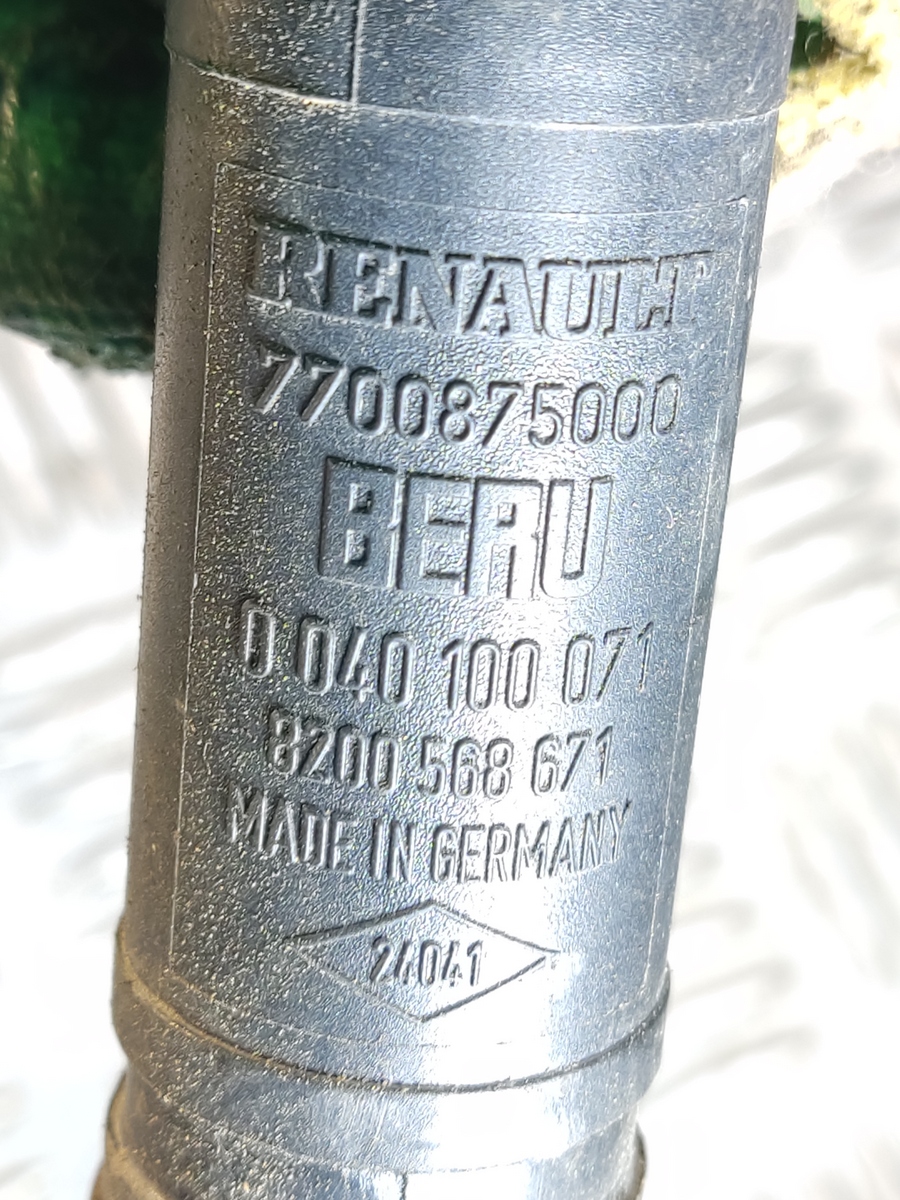 RENAULT
7700875000
BERU
0 040 100 071
8200 568 671
MADE IN GERMANY
24041